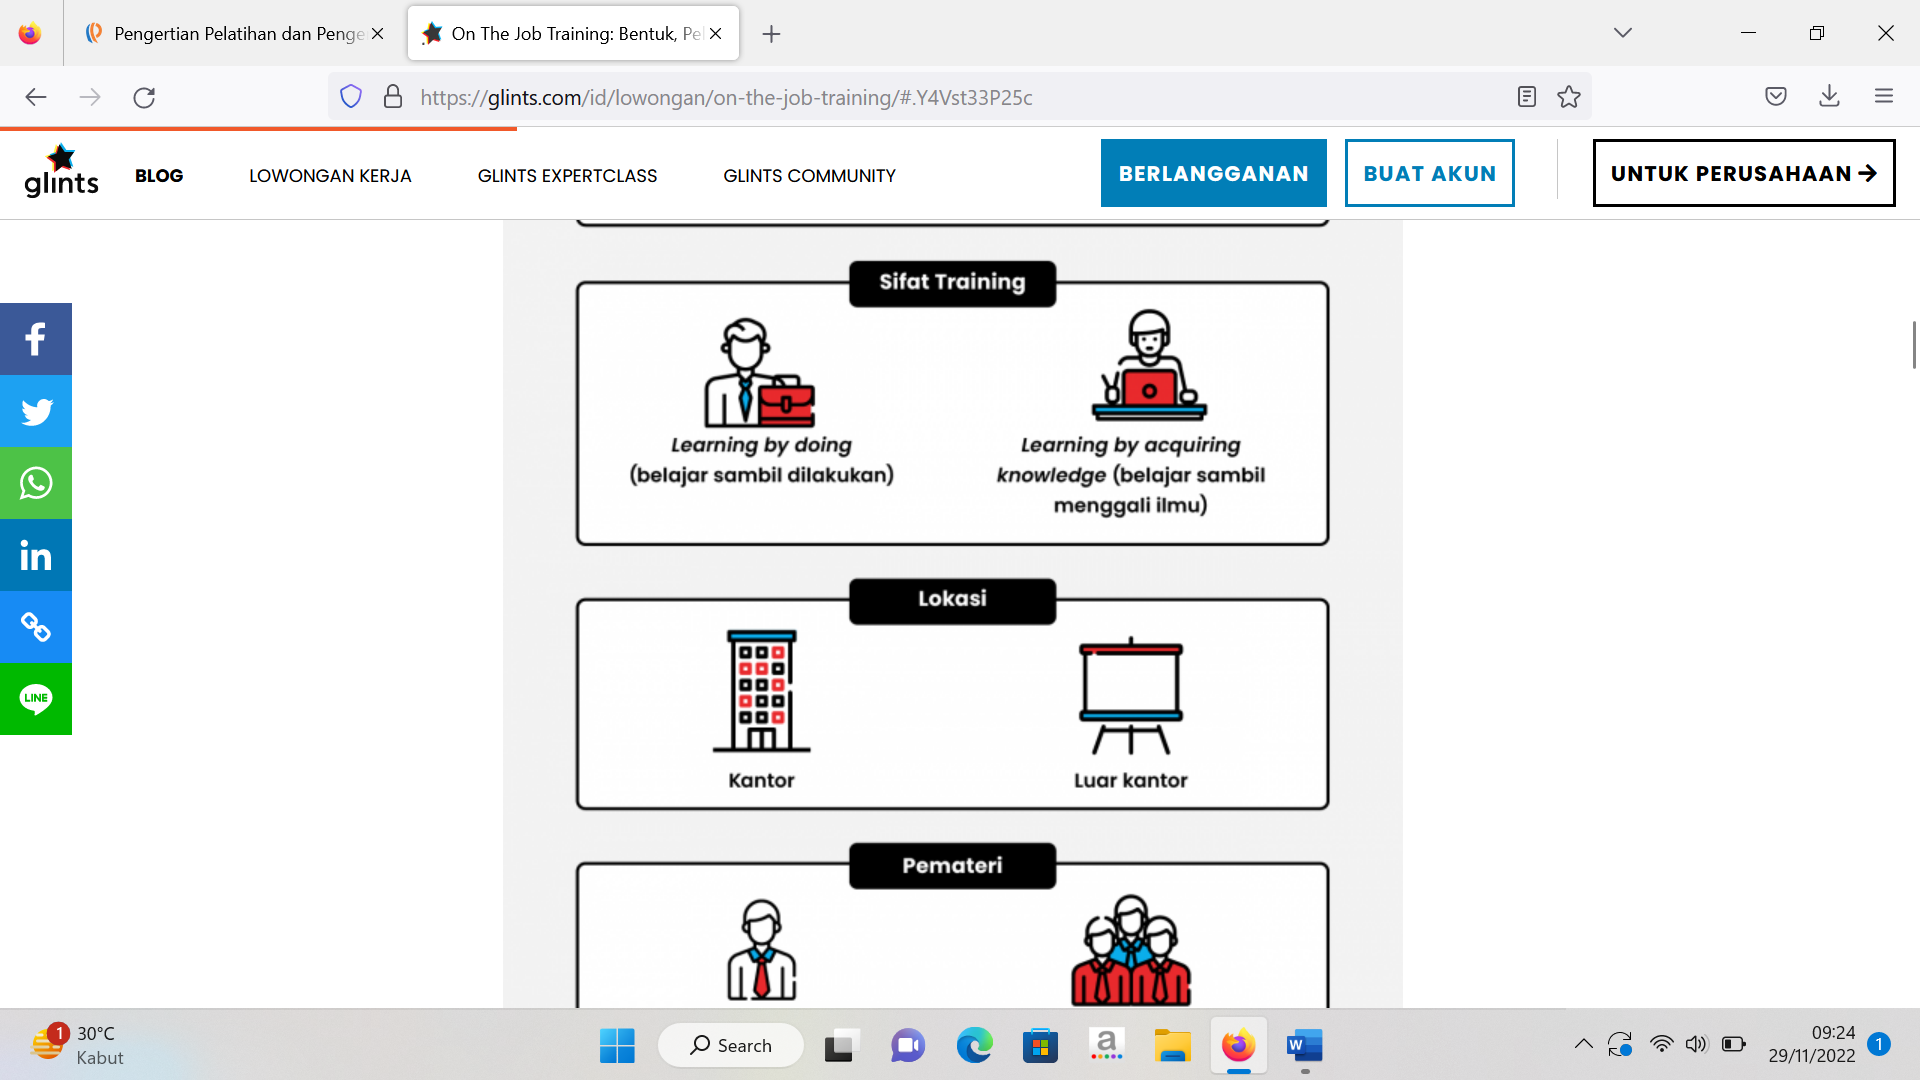 Pengertian Pelatihan dan Penge
On The Job Training: Bentuk, Pel
https://glints.com/id/lowongan/on-the-job-training/#.Y4Vst33P25c
glints
BLOG
LOWONGAN KERJA
GLINTS EXPERTCLASS
GLINTS COMMUNITY
BERLANGGANAN
BUAT AKUN
UNTUK PERUSAHAAN →
Sifat Training
Learning by doing
(belajar sambil dilakukan)
Learning by acquiring
knowledge (belajar sambil
menggali ilmu)
Lokasi
Kantor
Luar kantor
Pemateri
LINE
1
30°C
Kabut
Search
09:24
29/11/2022
1